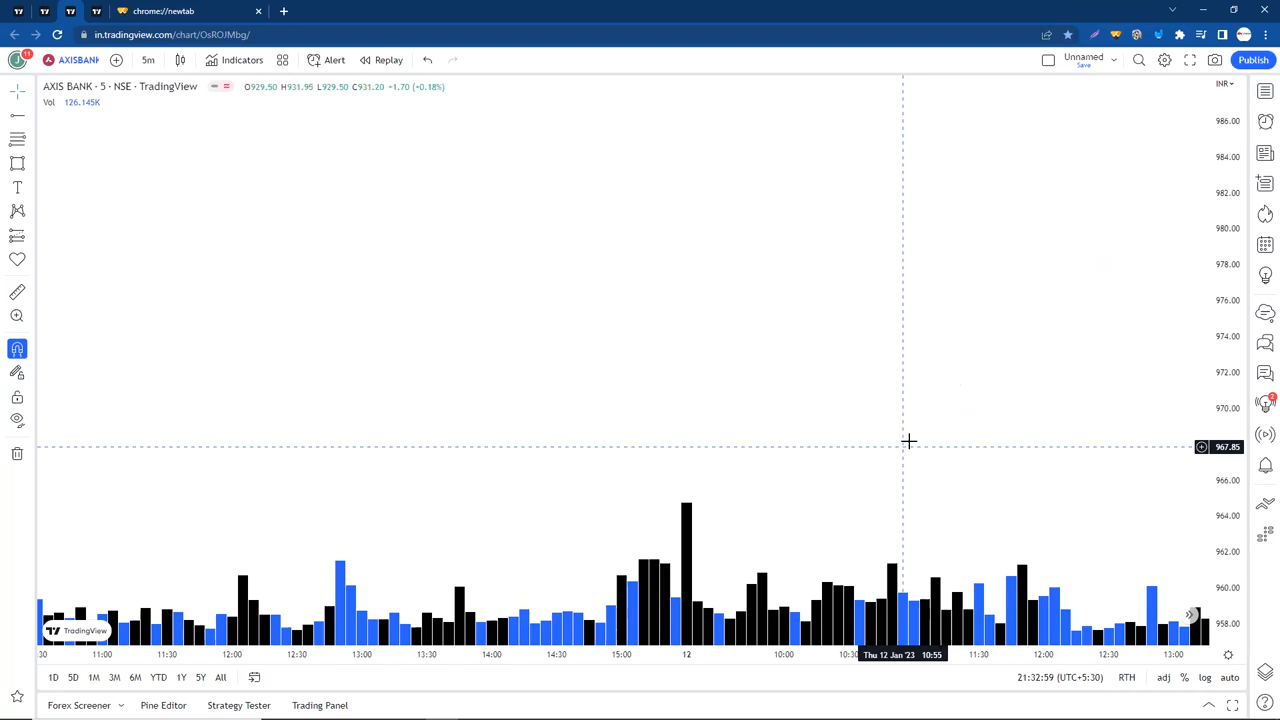 chrome://newtab
in.tradingview.com/chart/OsROJMbg/
J 11 AXISBANK 5m Indicators Alert Replay Unnamed Save Publish
AXIS BANK · 5 · NSE · TradingView O929.50 H931.95 L929.50 C931.20 +1.70 (+0.18%) INR
Vol 126.145K
986.00
984.00
982.00
980.00
978.00
976.00
974.00
972.00
2
970.00
967.85
966.00
964.00
962.00
960.00
958.00
TradingView
:30 11:00 11:30 12:00 12:30 13:00 13:30 14:00 14:30 15:00 12 10:00 10:30 Thu 12 Jan '23 10:55 11:30 12:00 12:30 13:00
1D 5D 1M 3M 6M YTD 1Y 5Y All 21:32:59 (UTC+5:30) RTH adj % log auto
Forex Screener Pine Editor Strategy Tester Trading Panel